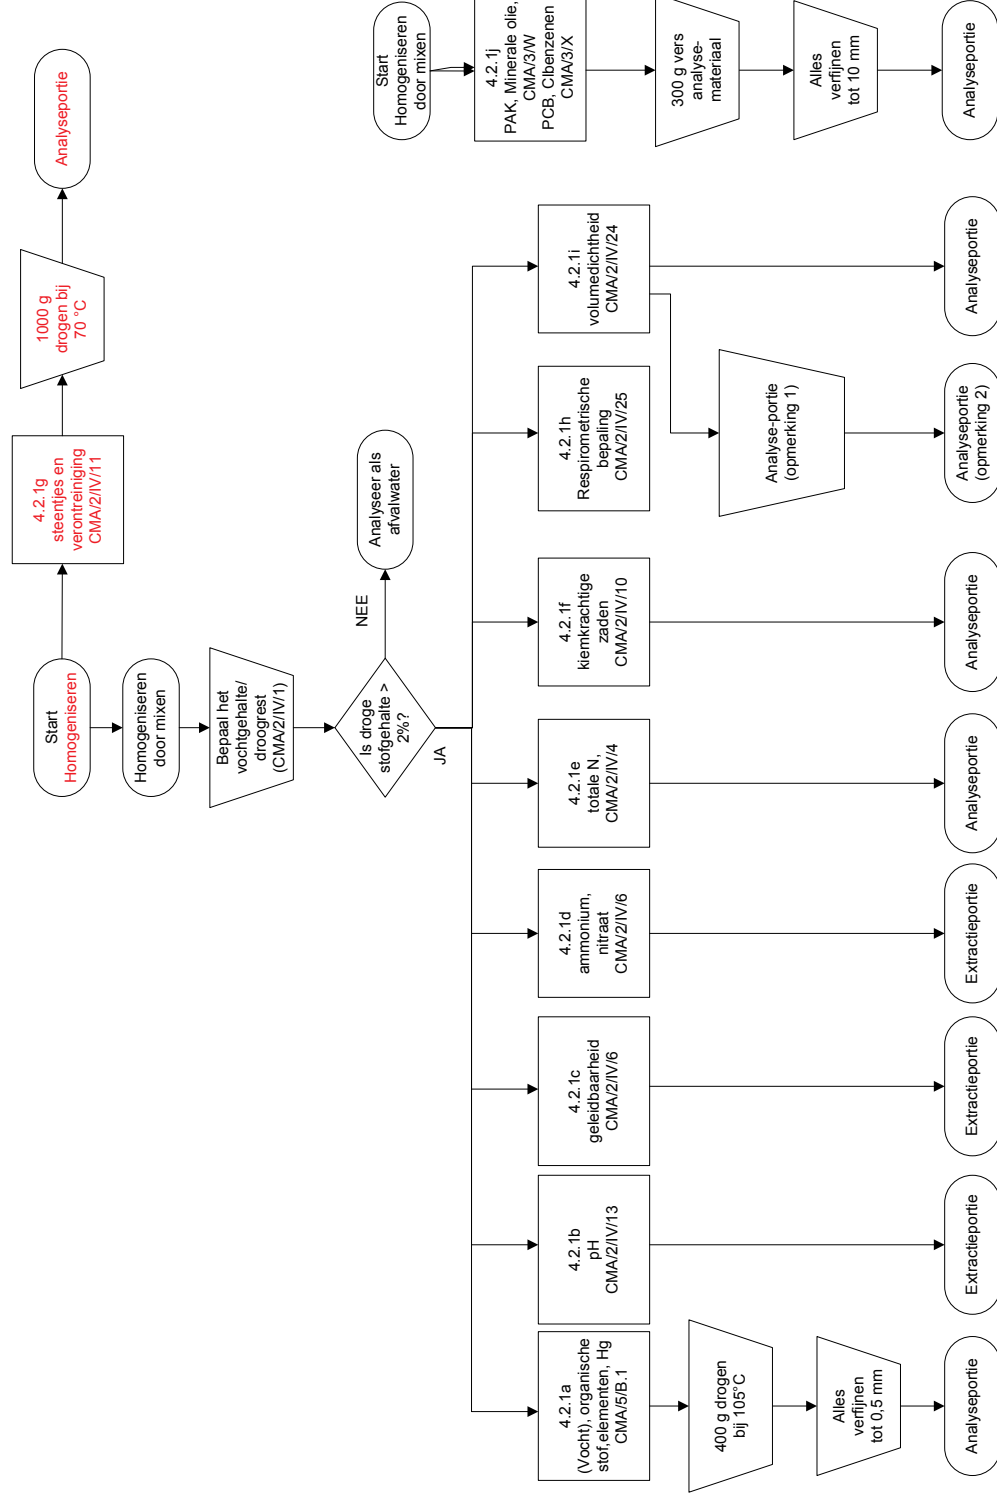 Start
Homogeniseren
4.2.1g
steentjes en
verontreiniging
CMA/2/IV/11
1000 g
drogen bij
70 °C
Analyseportie
Homogeniseren
door mixen
Bepaal het
vochtgehalte/
droogrest
(CMA/2/IV/1)
Is droge
stofgehalte >
2%?
NEE
Analyseer als
afvalwater
JA
4.2.1a
(Vocht), organische
stof,elementen, Hg
CMA/5/B.1
400 g drogen
bij 105°C
Alles
verfijnen
tot 0,5 mm
Analyseportie
4.2.1b
pH
CMA/2/IV/13
Extractieportie
4.2.1c
geleidbaarheid
CMA/2/IV/6
Extractieportie
4.2.1d
ammonium,
nitraat
CMA/2/IV/6
Extractieportie
4.2.1e
totale N,
CMA/2/IV/4
Analyseportie
4.2.1f
kiemkrachtige
zaden
CMA/2/IV/10
Analyseportie
4.2.1h
Respirometrische
bepaling
CMA/2/IV/25
4.2.1i
volumedichtheid
CMA/2/IV/24
Analyse-portie
(opmerking 1)
Analyseportie
(opmerking 2)
Analyseportie
Start
Homogeniseren
door mixen
4.2.1j
PAK, Minerale olie,
CMA/3/W
PCB, Clbenzenen
CMA/3/X
300 g vers
analyse-
materiaal
Alles
verfijnen
tot 10 mm
Analyseportie